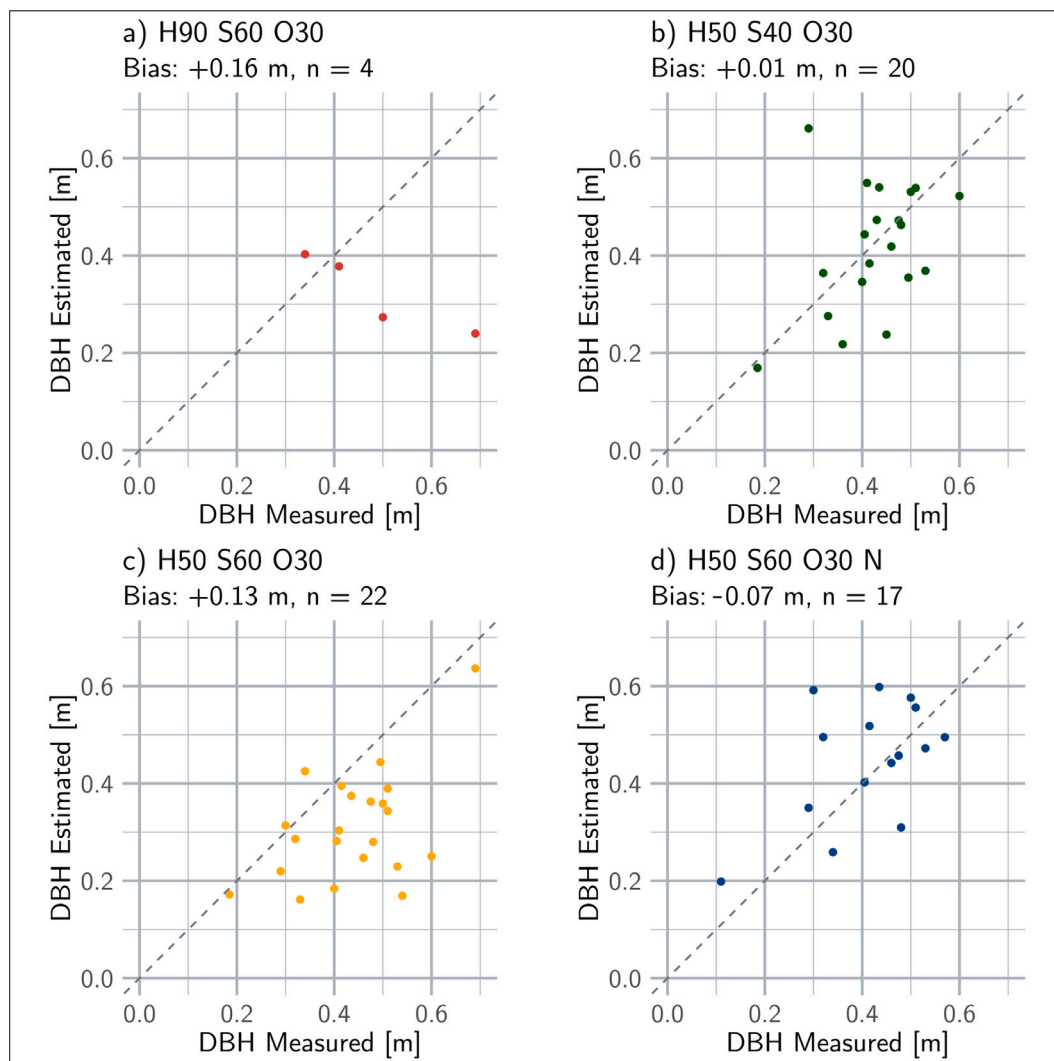 a) H90 S60 O30
Bias: +0.16 m, n = 4
DBH Estimated [m]
0.6
0.4
0.2
0.0
0.0 0.2 0.4 0.6
DBH Measured [m]
b) H50 S40 O30
Bias: +0.01 m, n = 20
DBH Estimated [m]
0.6
0.4
0.2
0.0
0.0 0.2 0.4 0.6
DBH Measured [m]
c) H50 S60 O30
Bias: +0.13 m, n = 22
DBH Estimated [m]
0.6
0.4
0.2
0.0
0.0 0.2 0.4 0.6
DBH Measured [m]
d) H50 S60 O30 N
Bias: -0.07 m, n = 17
DBH Estimated [m]
0.6
0.4
0.2
0.0
0.0 0.2 0.4 0.6
DBH Measured [m]